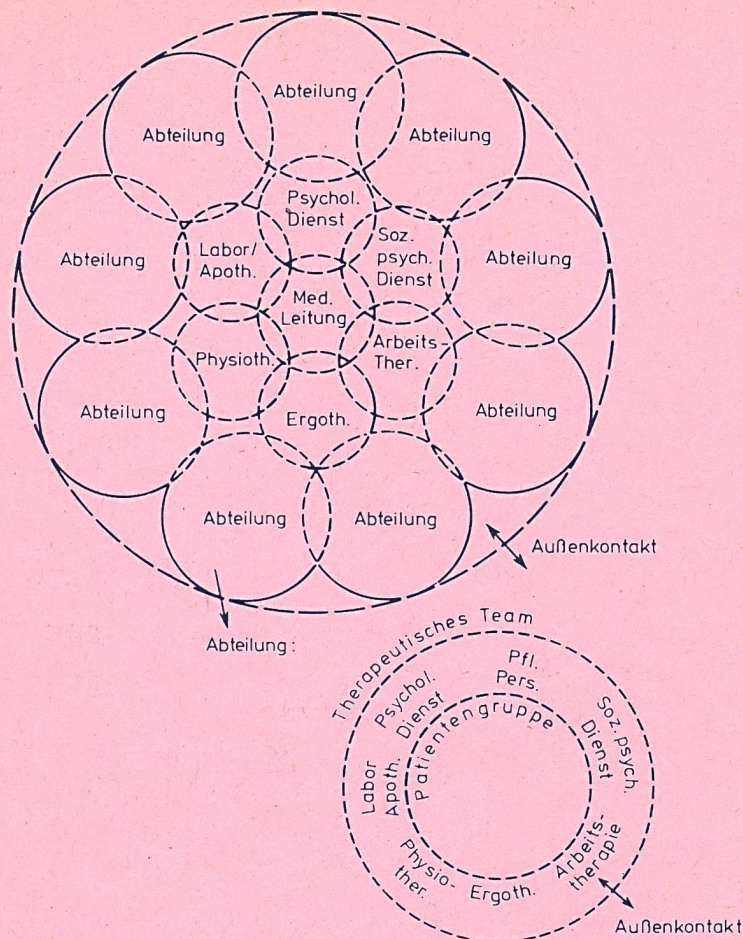 Abteilung
Abteilung
Abteilung
Psychol.
Dienst
Labor/
Apoth.
Soz.
psych.
Dienst
Abteilung
Abteilung
Med.
Leitung
Physioth.
Arbeits-
Ther.
Abteilung
Ergoth.
Abteilung
Abteilung
Abteilung
Außenkontakt
Abteilung:
Therapeutisches Team
Psychol.
Dienst
Pfl.
Pers.
Soz. psych.
Dienst
Patientengruppe
Labor
Apoth.
Physio-
ther.
Ergoth.
Arbeits-
therapie
Außenkontakt